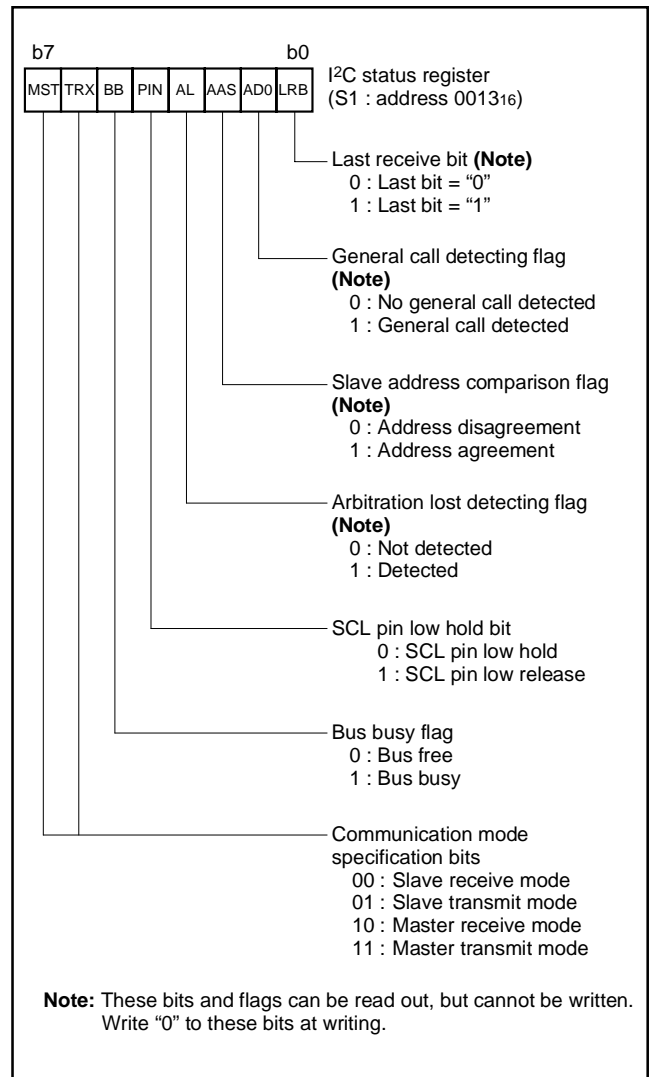 b7 b0
MST TRX BB PIN AL AAS AD0 LRB
I2C status register
(S1 : address 001316)
Last receive bit (Note)
0 : Last bit = “0”
1 : Last bit = “1”
General call detecting flag
(Note)
0 : No general call detected
1 : General call detected
Slave address comparison flag
(Note)
0 : Address disagreement
1 : Address agreement
Arbitration lost detecting flag
(Note)
0 : Not detected
1 : Detected
SCL pin low hold bit
0 : SCL pin low hold
1 : SCL pin low release
Bus busy flag
0 : Bus free
1 : Bus busy
Communication mode
specification bits
00 : Slave receive mode
01 : Slave transmit mode
10 : Master receive mode
11 : Master transmit mode
Note: These bits and flags can be read out, but cannot be written.
Write “0” to these bits at writing.